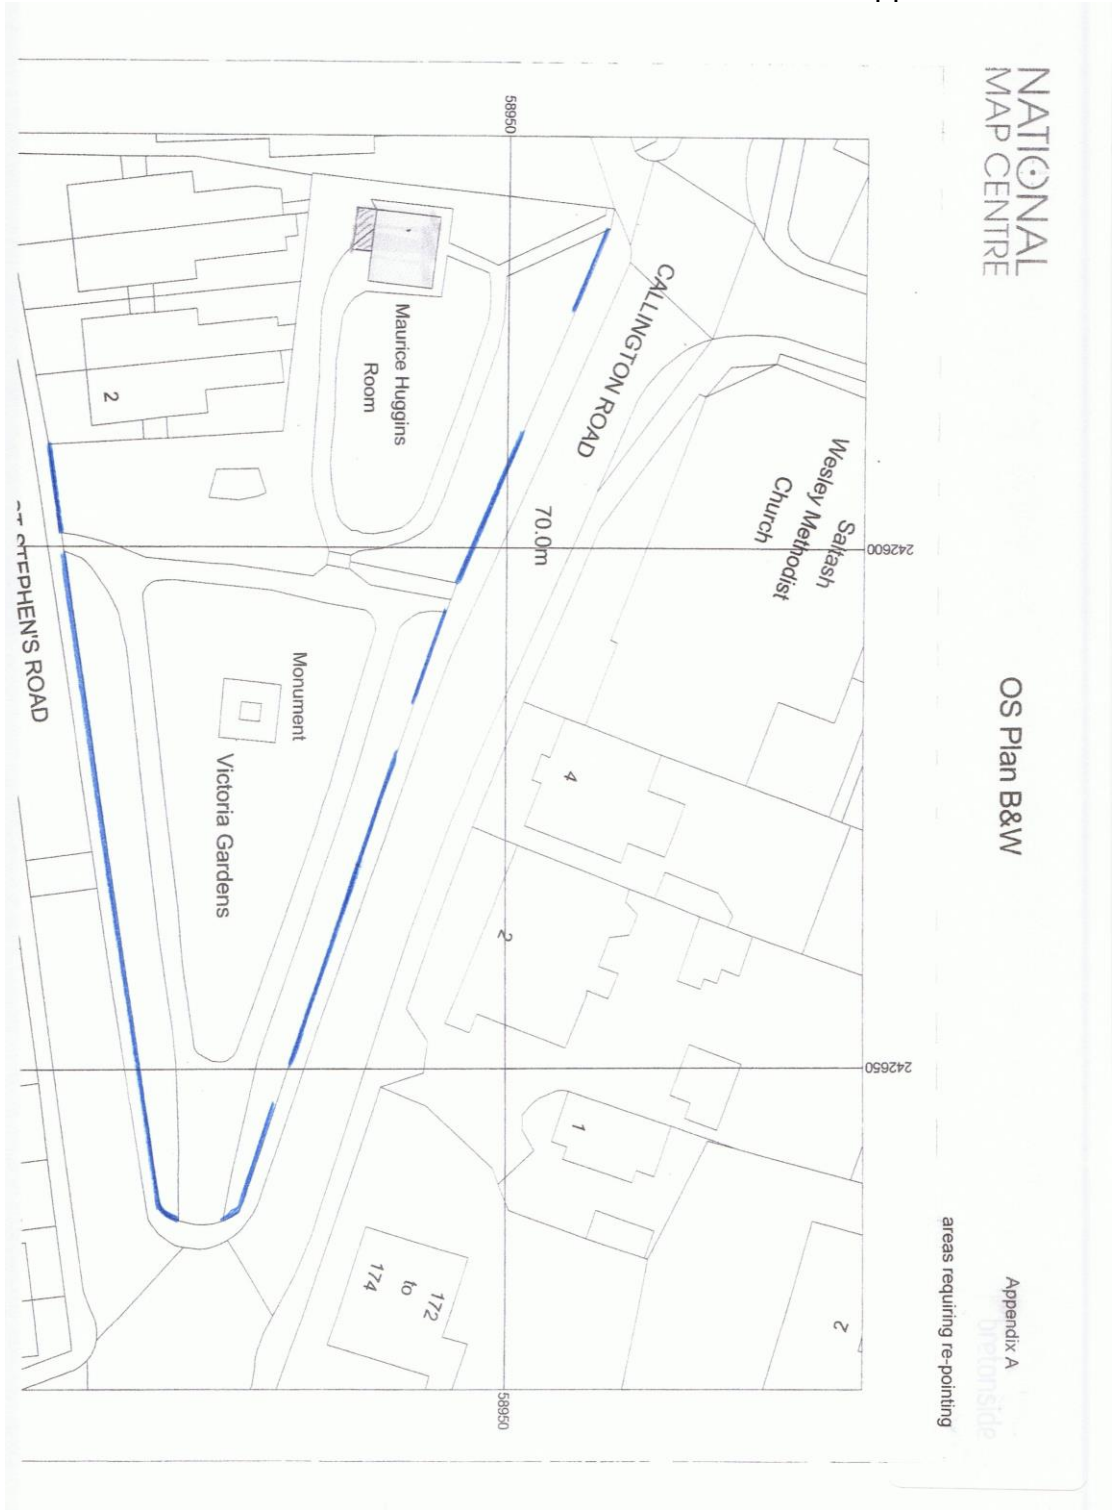 NATIONAL
MAP CENTRE
OS Plan B&W
Appendix A
bretonside
areas requiring re-pointing
58950
242600
242650
58950
CALLINGTON ROAD
70.0m
Saltash
Wesley Methodist
Church
Maurice Huggins
Room
2
Monument
Victoria Gardens
ST STEPHEN'S ROAD
4
2
1
2
172
to
174